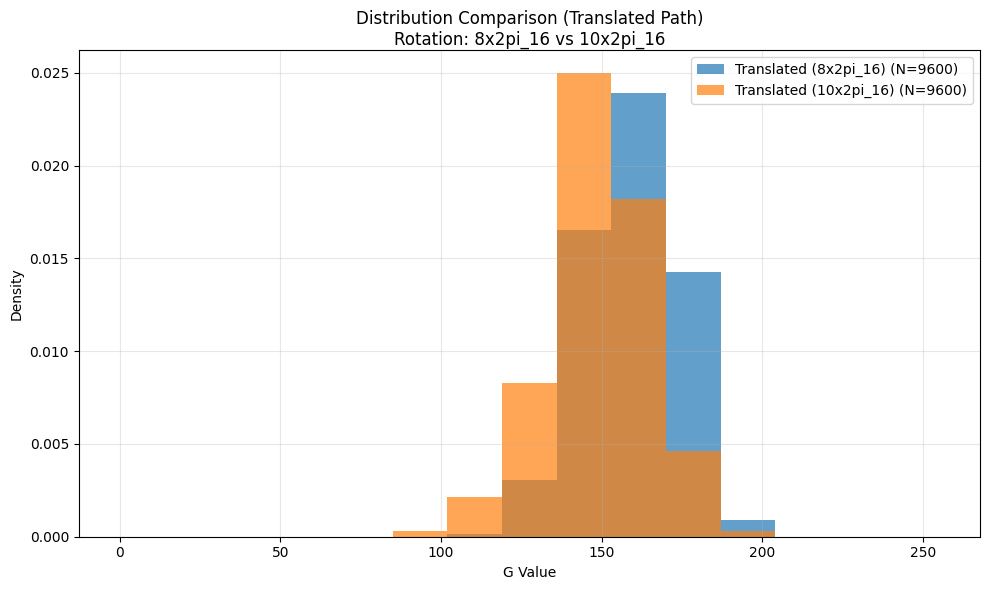 Distribution Comparison (Translated Path)
Rotation: 8x2pi_16 vs 10x2pi_16
Translated (8x2pi_16) (N=9600)
Translated (10x2pi_16) (N=9600)
0.025
0.020
0.015
0.010
0.005
0.000
Density
0 50 100 150 200 250
G Value